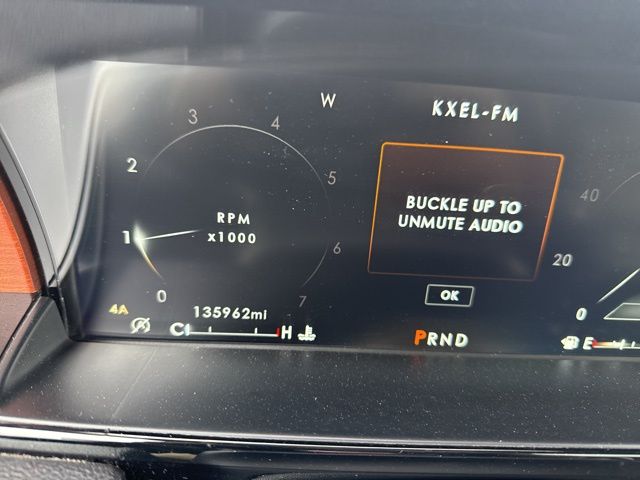 W
KXEL-FM
3
4
2
5
BUCKLE UP TO
UNMUTE AUDIO
40
RPM
x1000
1
6
20
0
7
OK
0
135962mi
4A
C
H
PRND
E